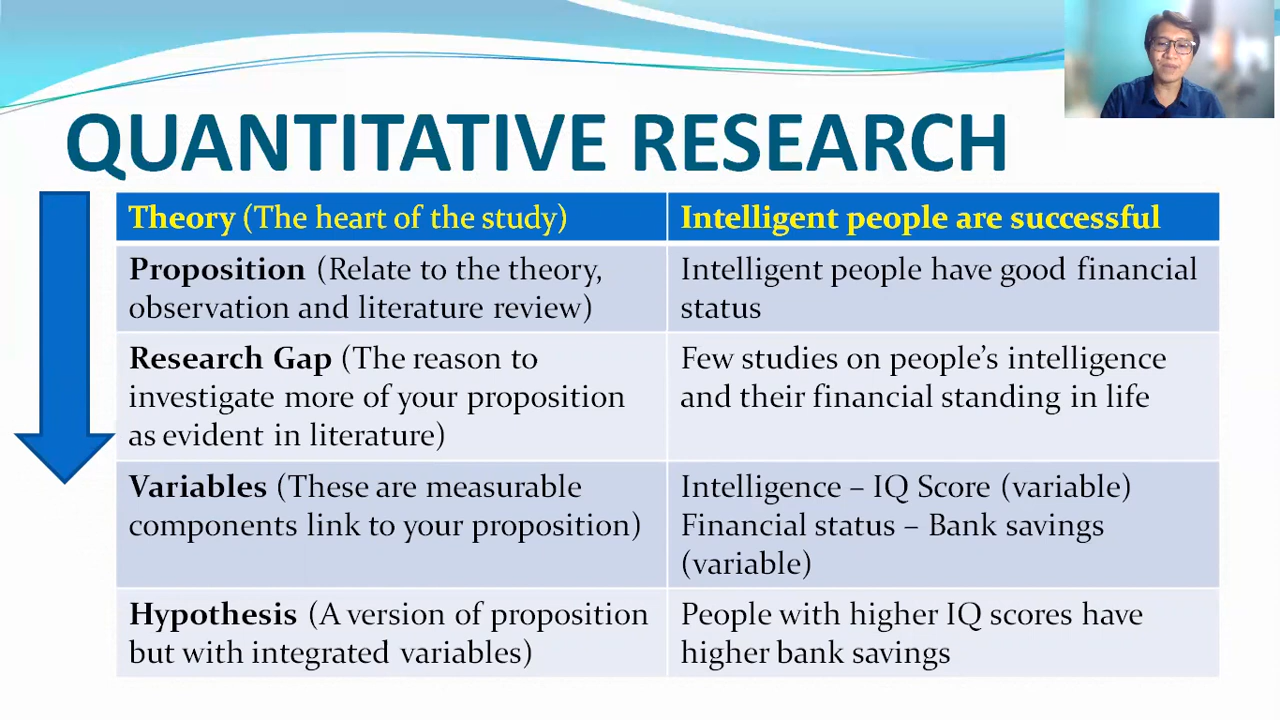 QUANTITATIVE RESEARCH
Theory (The heart of the study)
Intelligent people are successful
Proposition (Relate to the theory,
observation and literature review)
Intelligent people have good financial
status
Research Gap (The reason to
investigate more of your proposition
as evident in literature)
Few studies on people's intelligence
and their financial standing in life
Variables (These are measurable
components link to your proposition)
Intelligence – IQ Score (variable)
Financial status – Bank savings
(variable)
Hypothesis (A version of proposition
but with integrated variables)
People with higher IQ scores have
higher bank savings